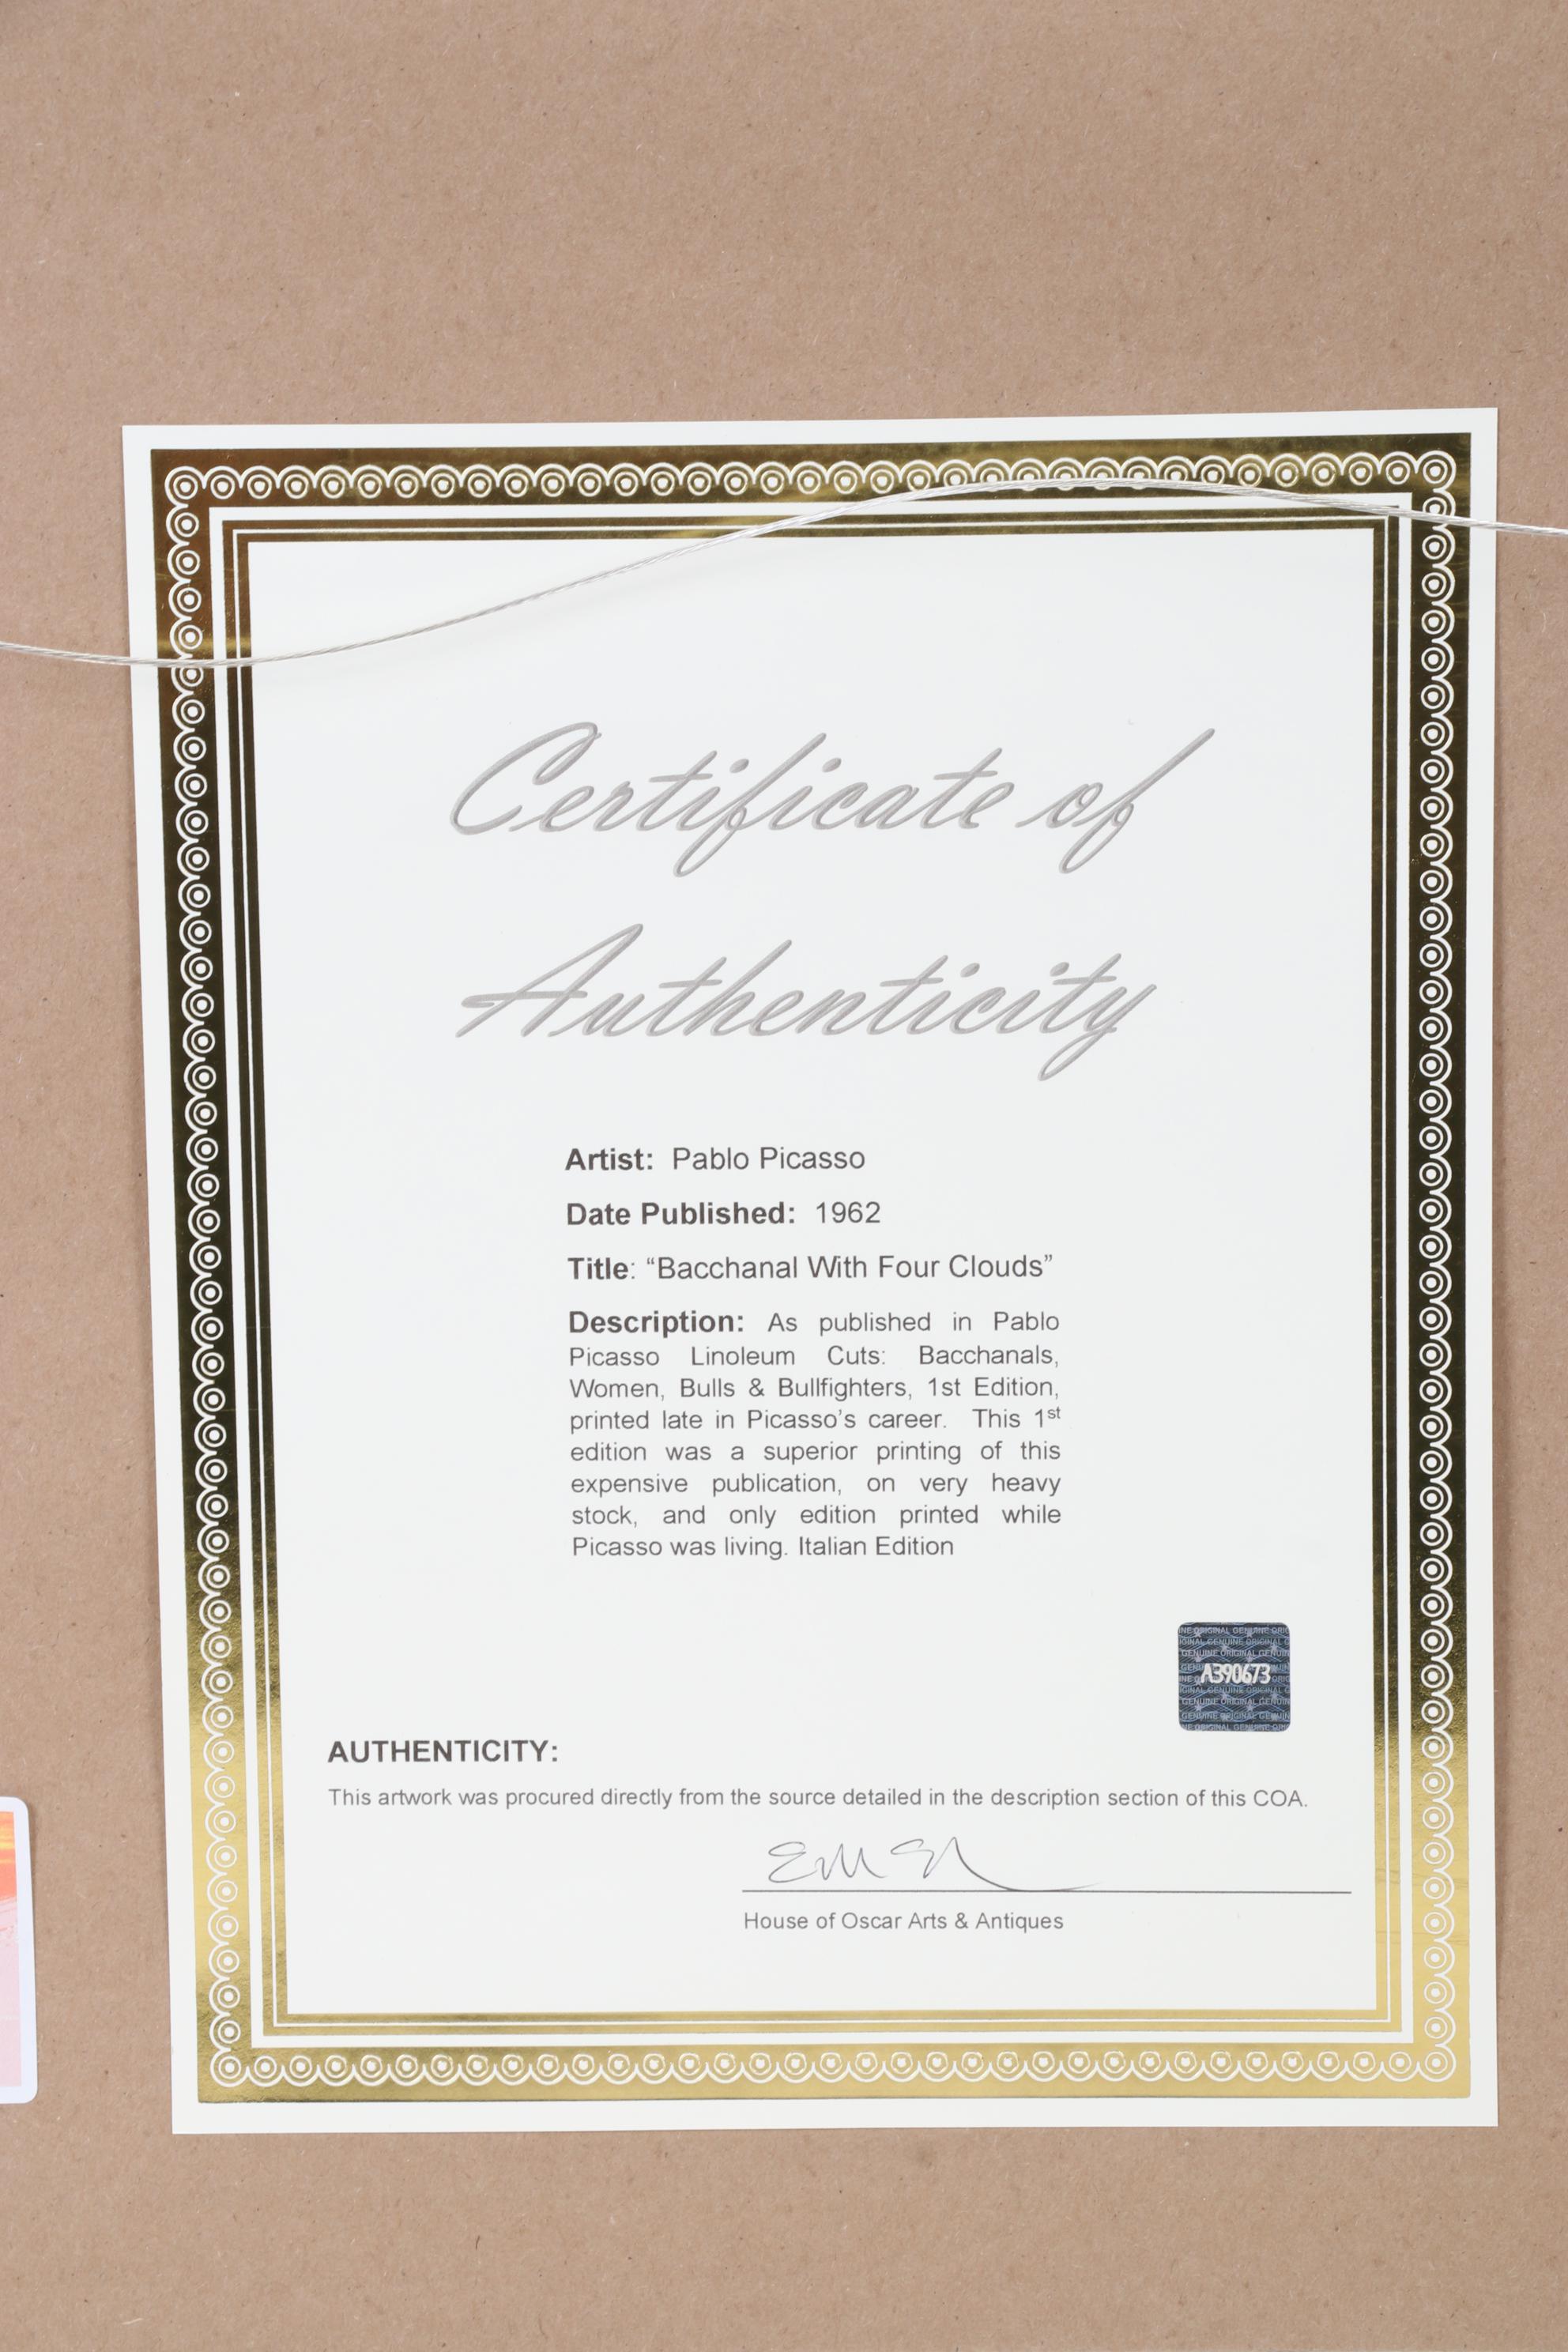 Certificate of
Authenticity
Artist: Pablo Picasso
Date Published: 1962
Title: “Bacchanal With Four Clouds”
Description: As published in Pablo
Picasso Linoleum Cuts: Bacchanals,
Women, Bulls & Bullfighters, 1st Edition,
printed late in Picasso’s career. This 1st
edition was a superior printing of this
expensive publication, on very heavy
stock, and only edition printed while
Picasso was living. Italian Edition
A390673
AUTHENTICITY:
This artwork was procured directly from the source detailed in the description section of this COA.
House of Oscar Arts & Antiques